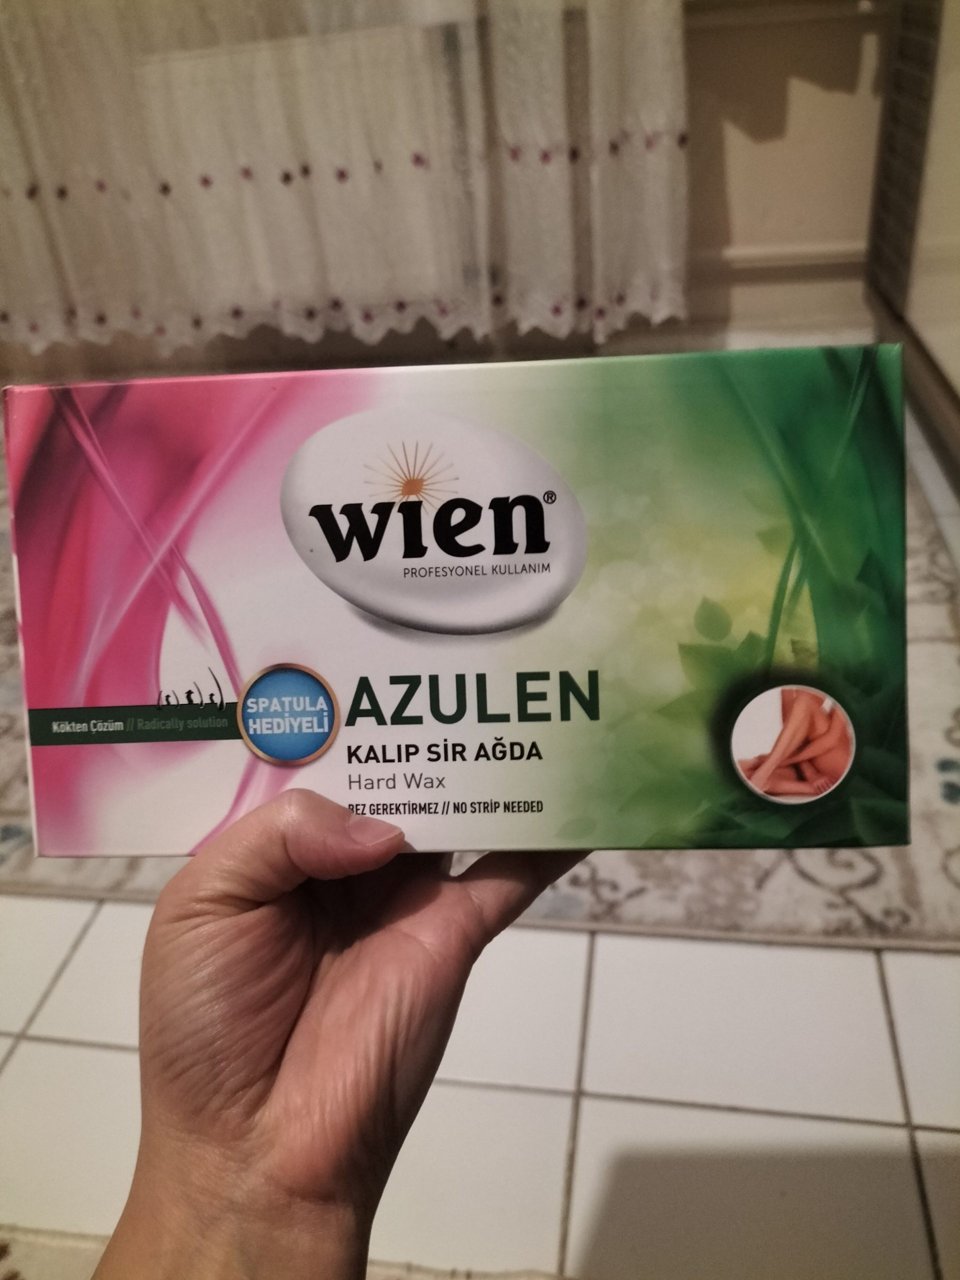 wien®
PROFESYONEL KULLANIM
Kökten Çözüm // Radically solution
SPATULA
HEDİYELİ
AZULEN
KALIP SİR AĞDA
Hard Wax
BEZ GEREKTİRMEZ // NO STRIP NEEDED